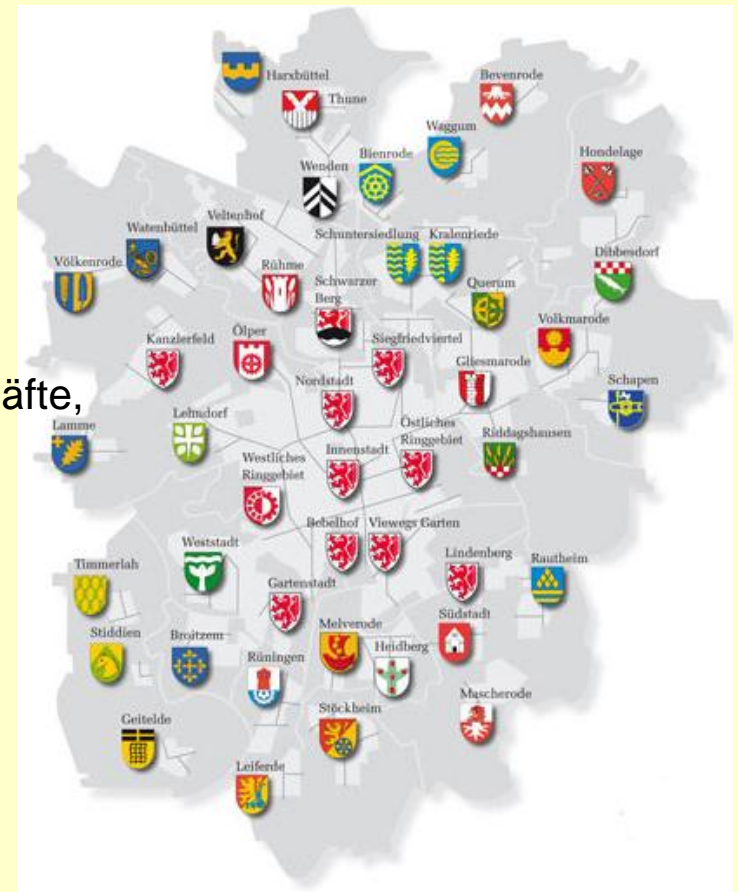 Harxbüttel
Thune
Bevenrode
Waggum
Bienrode
Wenden
Hondelage
Watenbüttel
Veltenhof
Völkenrode
Rühme
Schuntersiedlung
Kralenriede
Dibbesdorf
Querum
Schwarzer
Berg
Volkmarode
Kanzlerfeld
Ölper
Siegfriedviertel
Gliesmarode
Nordstadt
Schapen
äfte,
Lamme
Lehndorf
Östliches
Ringgebiet
Riddagshausen
Innenstadt
Westliches
Ringgebiet
Bebelhof
Viewegs Garten
Weststadt
Lindenberg
Rautheim
Timmerlah
Gartenstadt
Südstadt
Melverode
Stiddien
Broitzem
Heidberg
Rüningen
Mascherode
Stöckheim
Geitelde
Leiferde